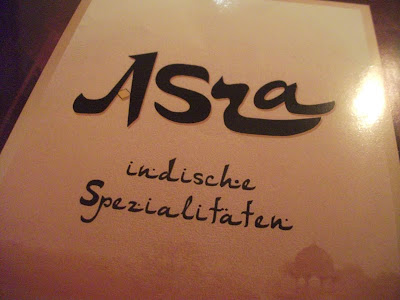 Asra
indische
Spezialitäten